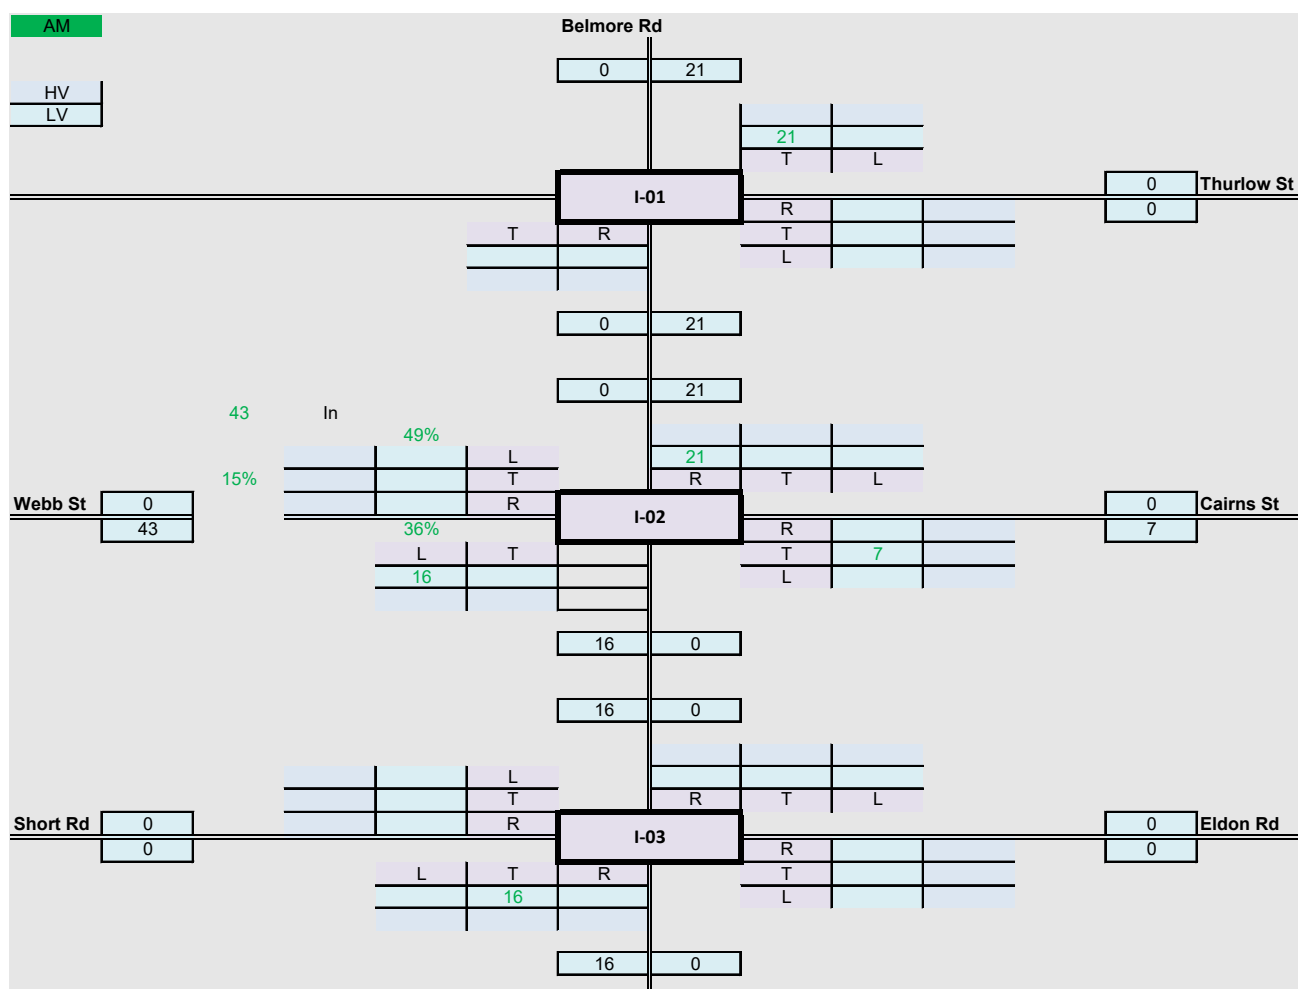 AM Belmore Rd
0 21
HV
LV
21
T L
0 Thurlow St
I-01
R 0
T R T
L
0 21
0 21
43 In
49%
L 21
15% T R T L
Webb St 0 R I-02 0 Cairns St
43 36% R 7
L T T 7
16 L
16 0
16 0
L
T R T L
Short Rd 0 R I-03 0 Eldon Rd
0 R 0
L T R T
16 L
16 0